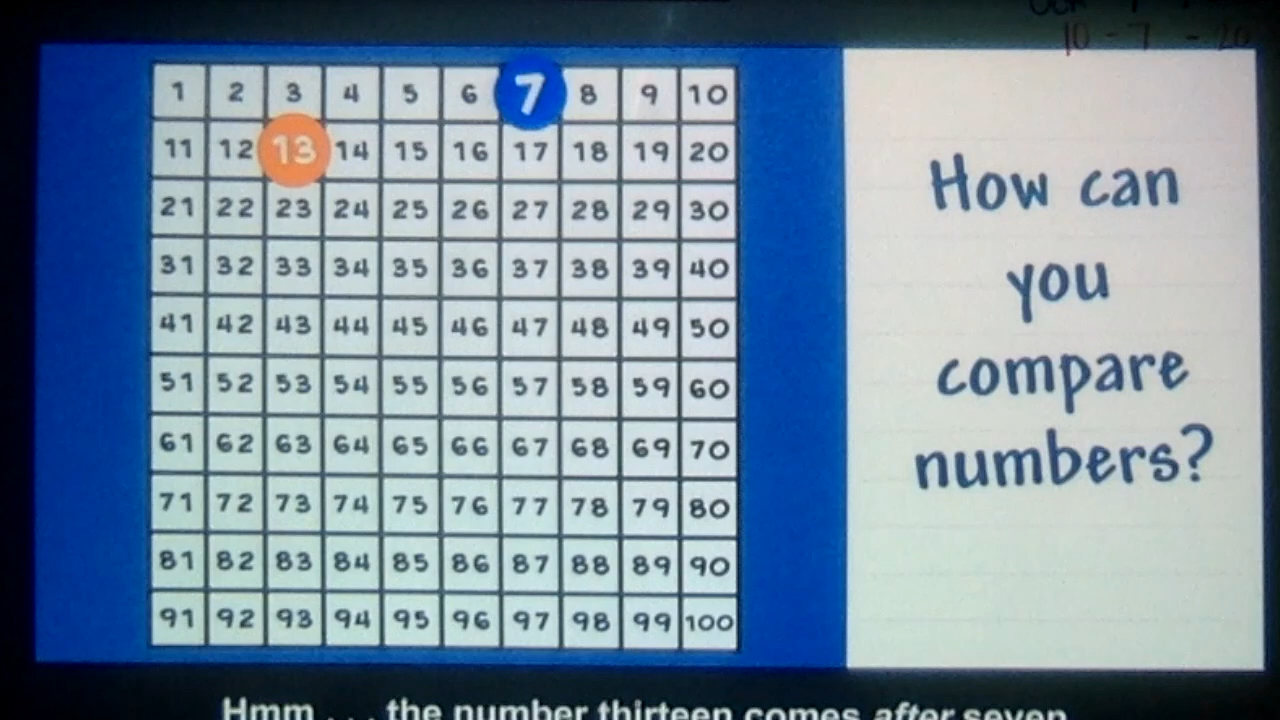 10 - 7 - 20
1 2 3 4 5 6 7 8 9 10
11 12 13 14 15 16 17 18 19 20
21 22 23 24 25 26 27 28 29 30
31 32 33 34 35 36 37 38 39 40
41 42 43 44 45 46 47 48 49 50
51 52 53 54 55 56 57 58 59 60
61 62 63 64 65 66 67 68 69 70
71 72 73 74 75 76 77 78 79 80
81 82 83 84 85 86 87 88 89 90
91 92 93 94 95 96 97 98 99 100
How can
you
compare
numbers?
Hmm . . . the number thirteen comes after seven